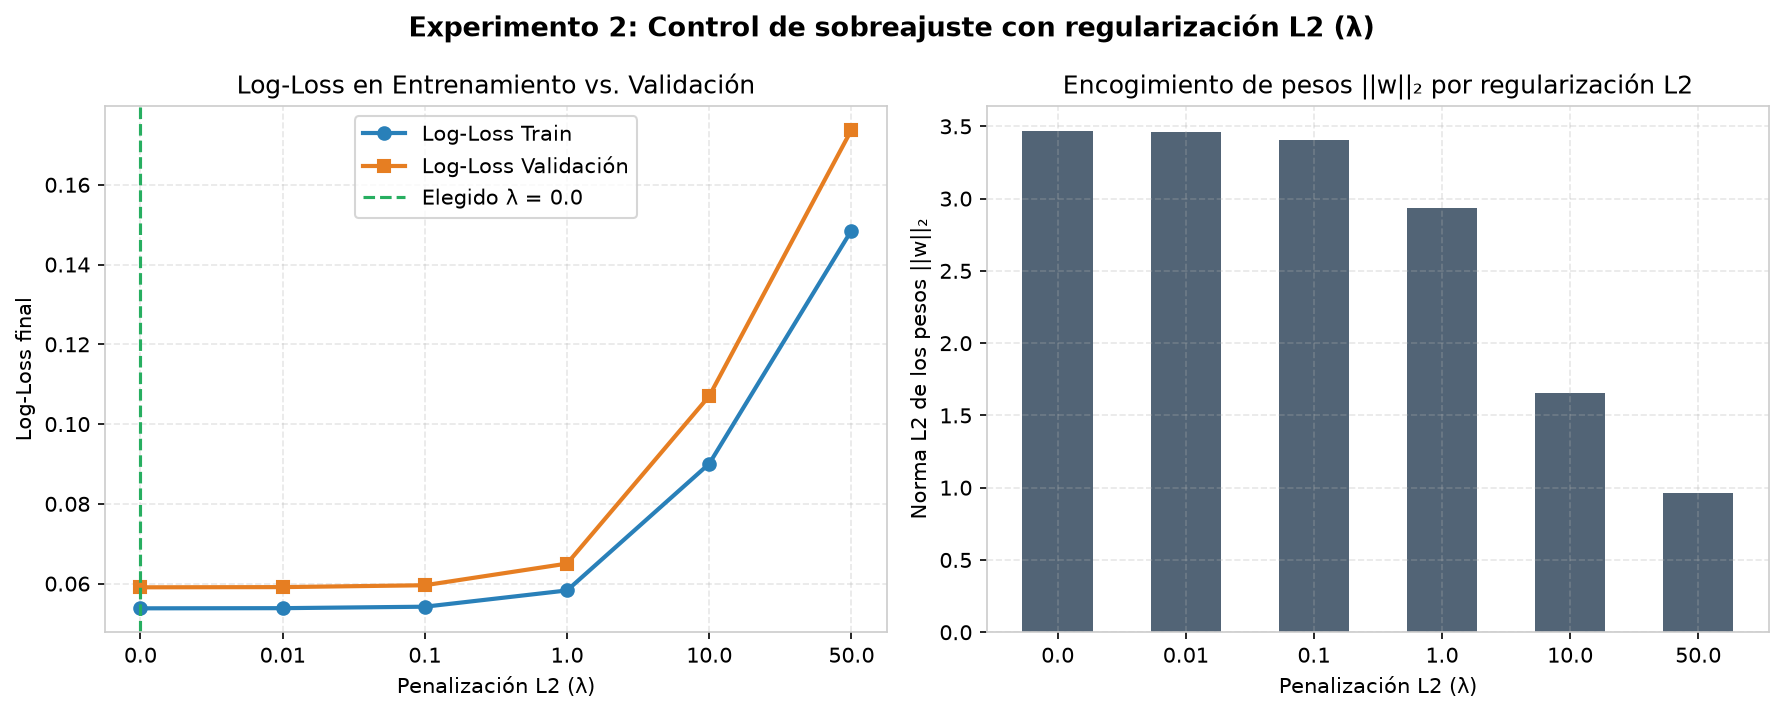 Experimento 2: Control de sobreajuste con regularización L2 (λ)
Log-Loss en Entrenamiento vs. Validación
Log-Loss final
0.16
0.14
0.12
0.10
0.08
0.06
Log-Loss Train
Log-Loss Validación
Elegido λ = 0.0
0.0 0.01 0.1 1.0 10.0 50.0
Penalización L2 (λ)
Encogimiento de pesos ||w||₂ por regularización L2
Norma L2 de los pesos ||w||₂
3.5
3.0
2.5
2.0
1.5
1.0
0.5
0.0
0.0 0.01 0.1 1.0 10.0 50.0
Penalización L2 (λ)